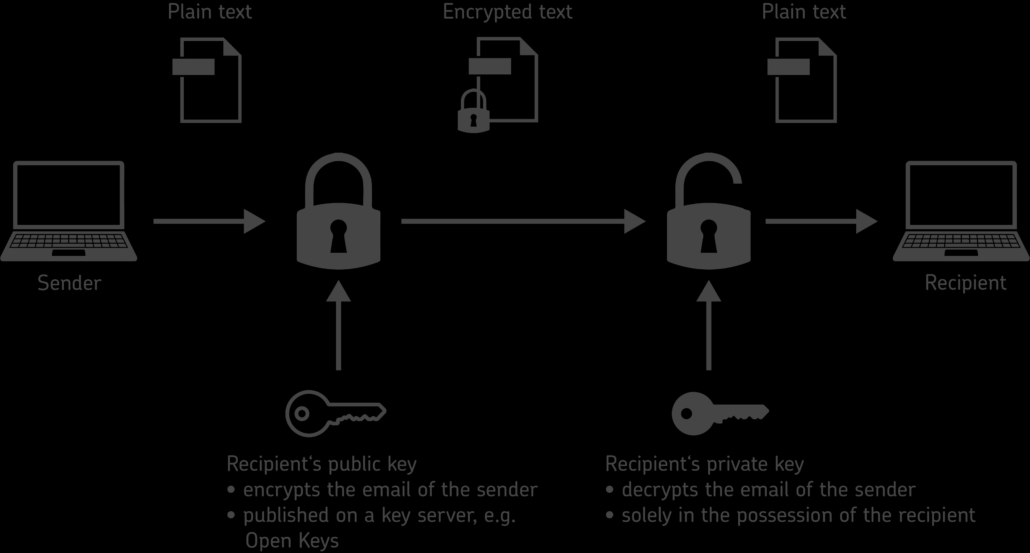 Plain text
Encrypted text
Plain text
Sender
Recipient
Recipient‘s public key
• encrypts the email of the sender
• published on a key server, e.g.
Open Keys
Recipient‘s private key
• decrypts the email of the sender
• solely in the possession of the recipient